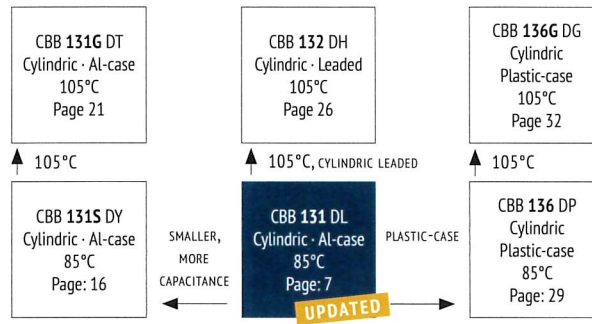 CBB 131G DT
Cylindric · Al-case
105°C
Page 21
CBB 132 DH
Cylindric · Leaded
105°C
Page 26
CBB 136G DG
Cylindric
Plastic-case
105°C
Page 32
105°C
105°C, CYLINDRIC LEADED
105°C
CBB 131S DY
Cylindric · Al-case
85°C
Page: 16
SMALLER,
MORE
CAPACITANCE
CBB 131 DL
Cylindric · Al-case
85°C
Page: 7
UPDATED
PLASTIC-CASE
CBB 136 DP
Cylindric
Plastic-case
85°C
Page: 29